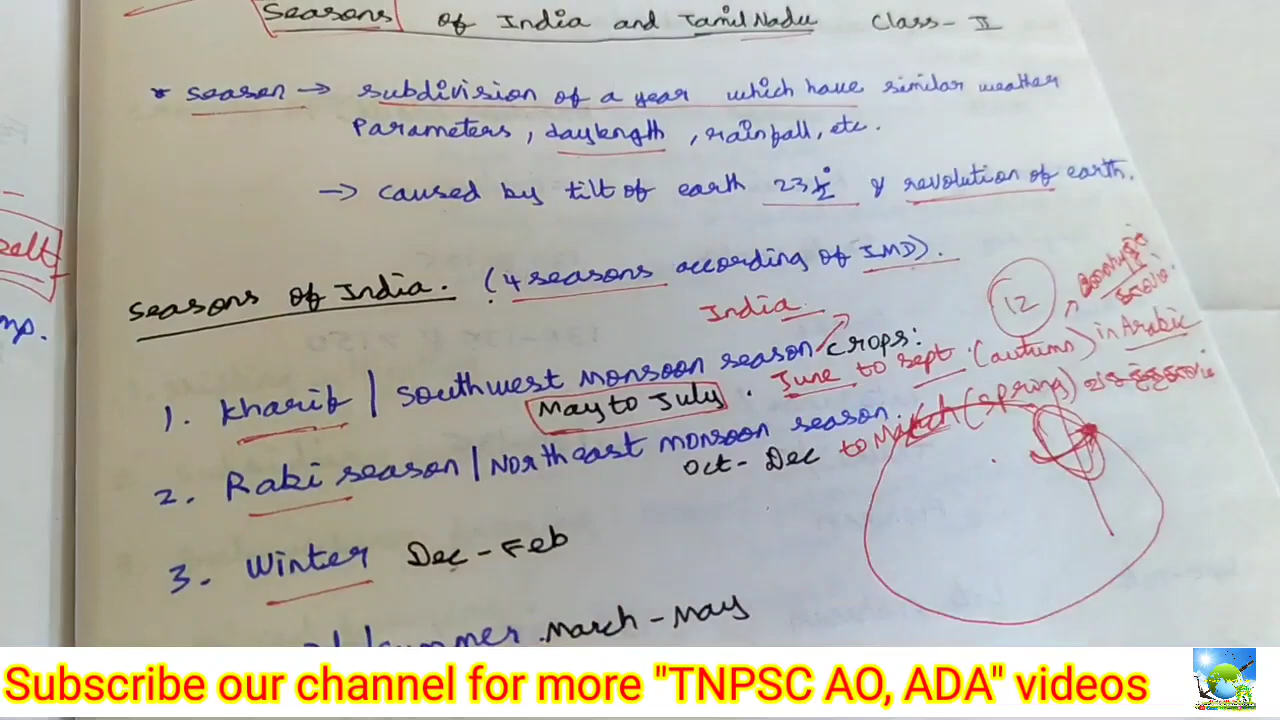 Seasons of India and Tamil Nadu Class - II
* season → subdivision of a year which have similar weather
Parameters, daylength, rainfall, etc.
→ caused by tilt of earth 23½° & revolution of earth.
Seasons of India. (4 seasons according of IMD).
India 12
1. Kharif | Southwest monsoon season crops:
May to July . June to sept. (autumn) in Arabic
2. Rabi season | Northeast monsoon season.
Oct - Dec to March (spring)
3. Winter Dec - Feb
summer March - May
Subscribe our channel for more "TNPSC AO, ADA" videos